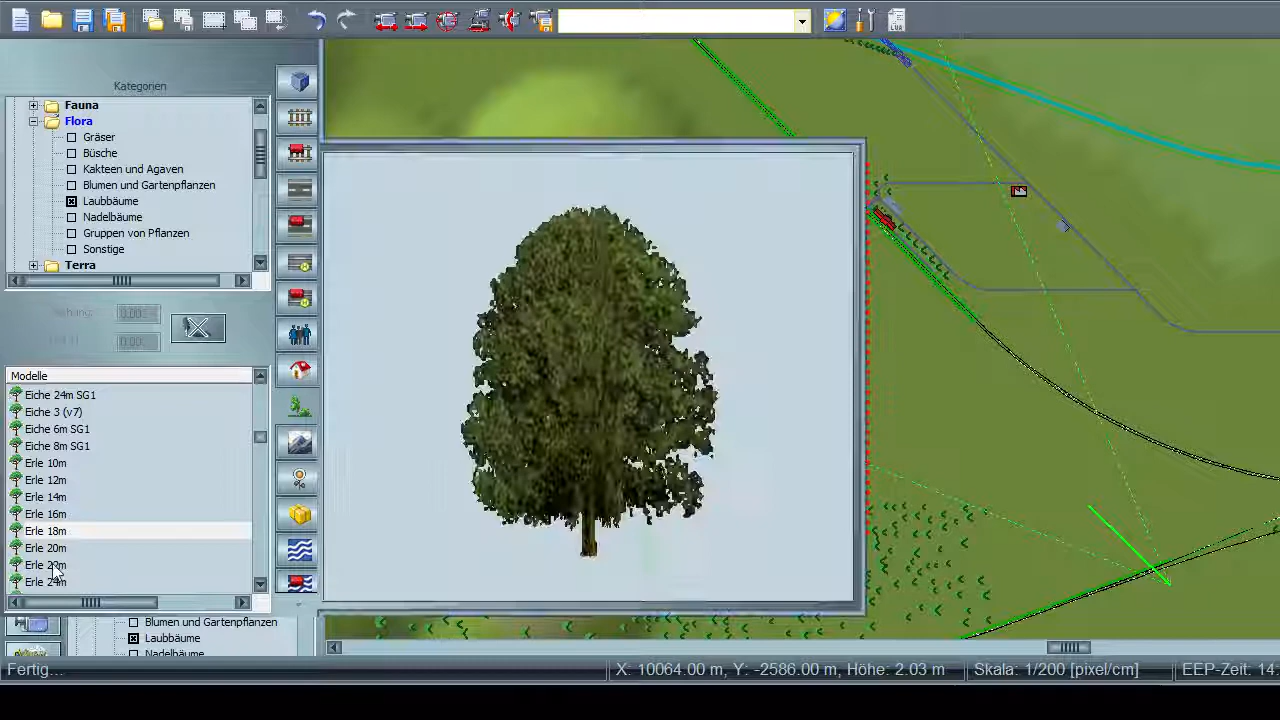 LUA
Kategorien
Fauna
Flora
Gräser
Büsche
Kakteen und Agaven
Blumen und Gartenpflanzen
Laubbäume
Nadelbäume
Gruppen von Pflanzen
Sonstige
Terra
Modelle
Eiche 24m SG1
Eiche 3 (v7)
Eiche 6m SG1
Eiche 8m SG1
Erle 10m
Erle 12m
Erle 14m
Erle 16m
Erle 18m
Erle 20m
Erle
Erle
Blumen und Gartenpflanzen
Laubbäume
Nadelbäume
Fertig... X: 10064.00 m, Y: -2586.00 m, Höhe: 2.03 m Skala: 1/200 [pixel/cm] EEP-Zeit: 14: